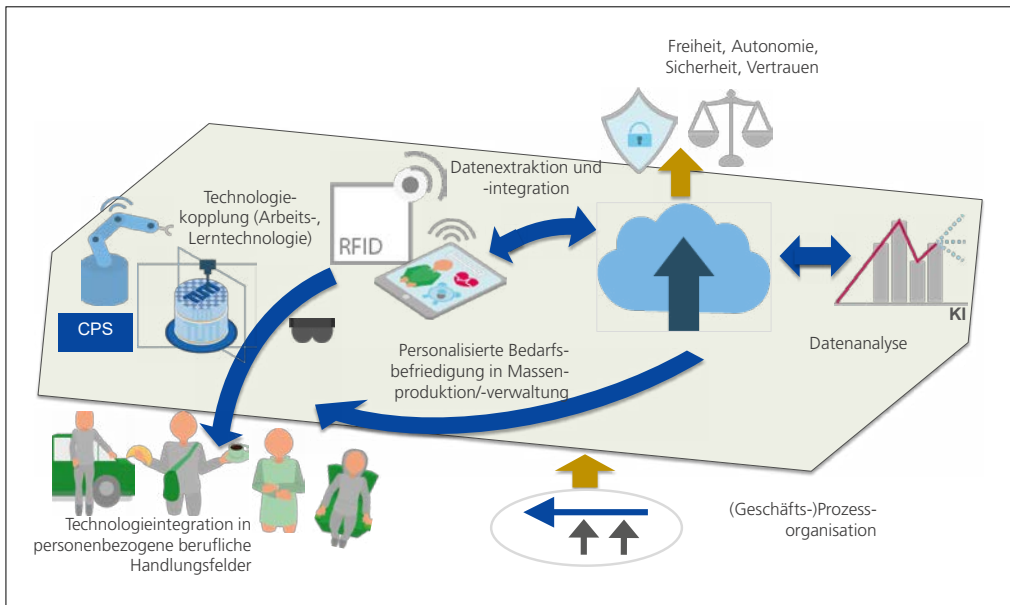 Freiheit, Autonomie,
Sicherheit, Vertrauen
Datenextraktion und
-integration
Technologie-
kopplung (Arbeits-,
Lerntechnologie)
RFID
CPS
KI
Datenanalyse
Personalisierte Bedarfs-
befriedigung in Massen-
produktion/-verwaltung
Technologieintegration in
personenbezogene berufliche
Handlungsfelder
(Geschäfts-)Prozess-
organisation